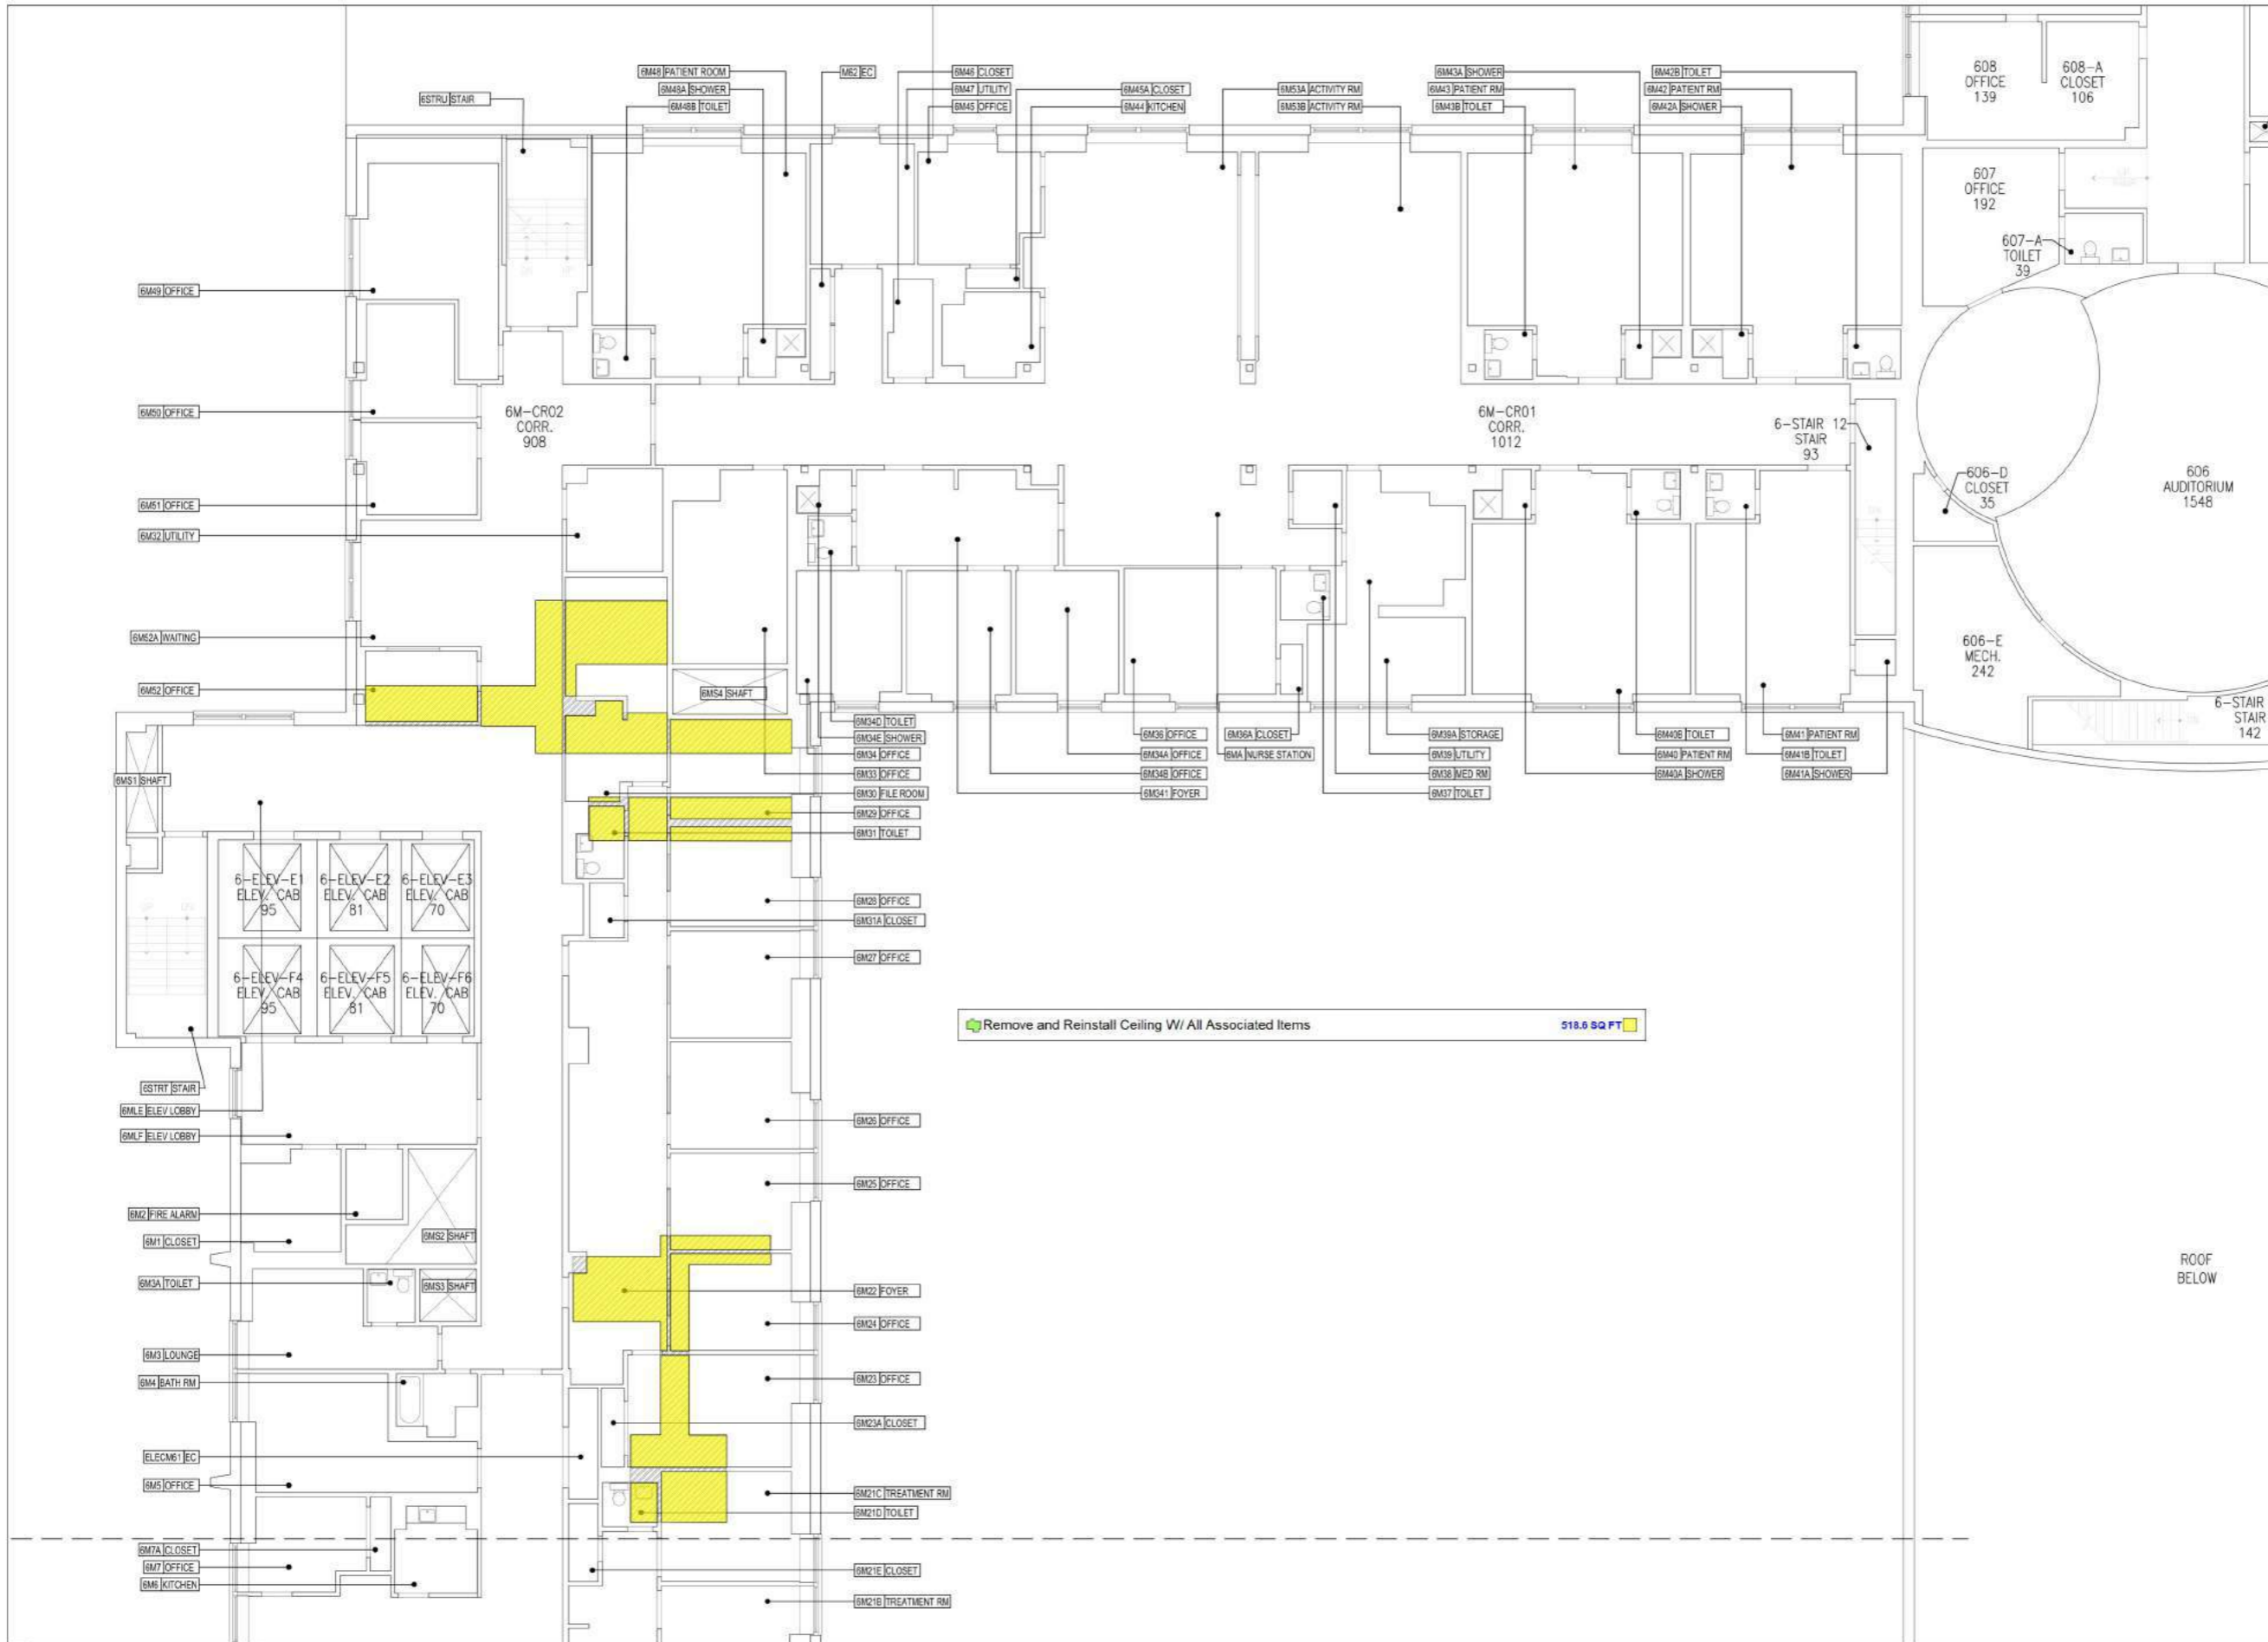 6STRU STAIR
6M48 PATIENT ROOM
6M48A SHOWER
6M48B TOILET
M62 EC
6M46 CLOSET
6M47 UTILITY
6M45 OFFICE
6M45A CLOSET
6M44 KITCHEN
6M53A ACTIVITY RM
6M53B ACTIVITY RM
6M43A SHOWER
6M43 PATIENT RM
6M43B TOILET
6M42B TOILET
6M42 PATIENT RM
6M42A SHOWER
608
OFFICE
139
608-A
CLOSET
106
607
OFFICE
192
607-A
TOILET
39
6M49 OFFICE
6M50 OFFICE
6M51 OFFICE
6M32 UTILITY
6M52A WAITING
6M52 OFFICE
6M-CR02
CORR.
908
6M-CR01
CORR.
1012
6-STAIR 12
STAIR
93
606-D
CLOSET
35
606
AUDITORIUM
1548
606-E
MECH.
242
6-STAIR
STAIR
142
6MS4 SHAFT
6MS1 SHAFT
6M34D TOILET
6M34E SHOWER
6M34 OFFICE
6M33 OFFICE
6M30 FILE ROOM
6M29 OFFICE
6M31 TOILET
6M36 OFFICE
6M34A OFFICE
6M34B OFFICE
6M341 FOYER
6M36A CLOSET
6MA NURSE STATION
6M39A STORAGE
6M39 UTILITY
6M38 MED RM
6M37 TOILET
6M40B TOILET
6M40 PATIENT RM
6M40A SHOWER
6M41 PATIENT RM
6M41B TOILET
6M41A SHOWER
6-ELEV-E1
ELEV. CAB
95
6-ELEV-E2
ELEV. CAB
81
6-ELEV-E3
ELEV. CAB
70
6-ELEV-F4
ELEV. CAB
95
6-ELEV-F5
ELEV. CAB
81
6-ELEV-F6
ELEV. CAB
70
6M28 OFFICE
6M31A CLOSET
6M27 OFFICE
Remove and Reinstall Ceiling W/ All Associated Items 518.6 SQ FT
6STRT STAIR
6MLE ELEV LOBBY
6MLF ELEV LOBBY
6M26 OFFICE
6M25 OFFICE
6M2 FIRE ALARM
6M1 CLOSET
6MS2 SHAFT
6M3A TOILET
6MS3 SHAFT
6M22 FOYER
6M24 OFFICE
6M3 LOUNGE
6M4 BATH RM
6M23 OFFICE
6M23A CLOSET
ELECM61 EC
6M5 OFFICE
6M21C TREATMENT RM
6M21D TOILET
6M7A CLOSET
6M7 OFFICE
6M6 KITCHEN
6M21E CLOSET
6M21B TREATMENT RM
ROOF
BELOW